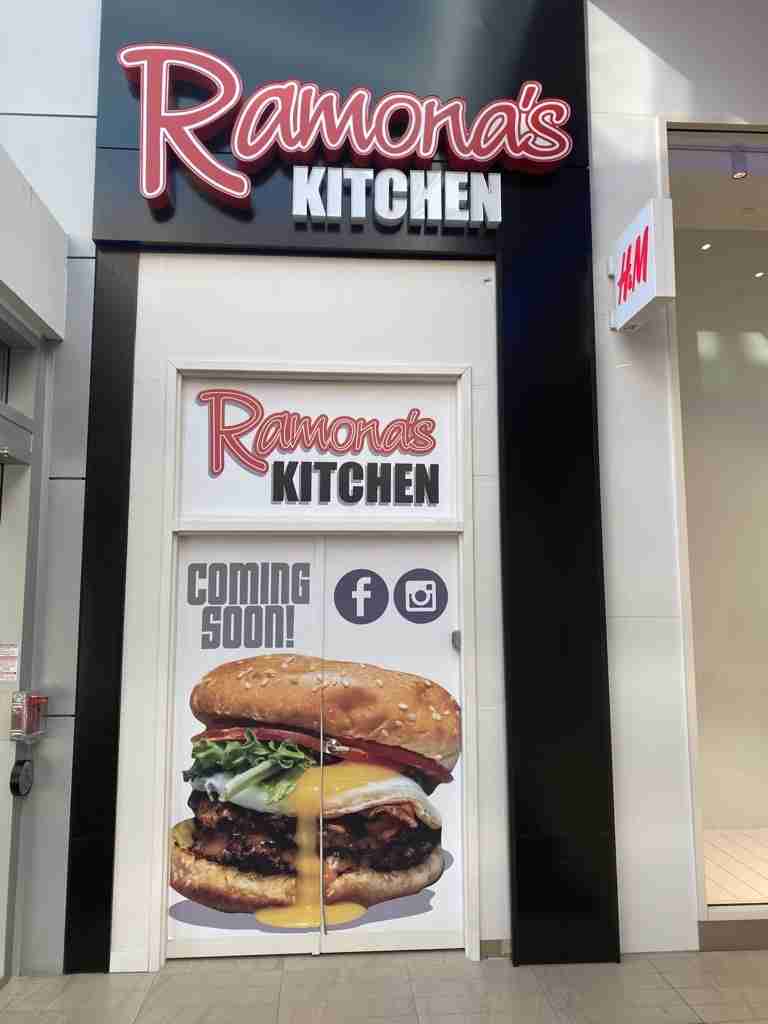 Ramona's
KITCHEN
H&M
Ramona's
KITCHEN
COMING
SOON!
f